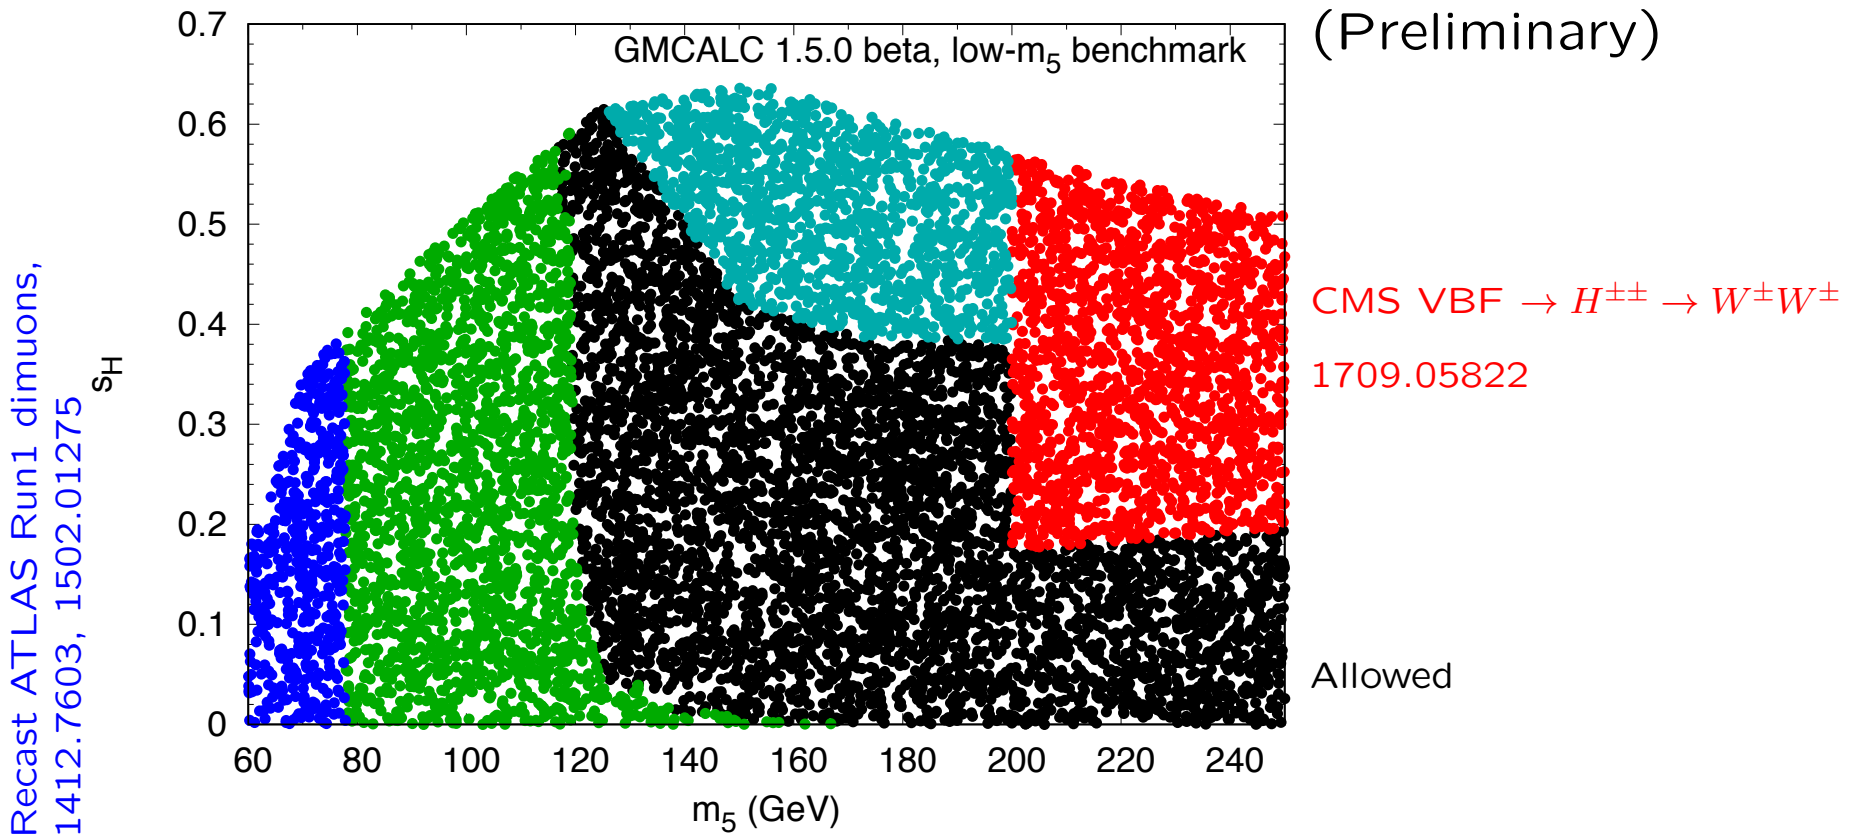 (Preliminary)
GMCALC 1.5.0 beta, low-m5 benchmark
0.7
0.6
0.5
0.4
0.3
0.2
0.1
0
sH
60 80 100 120 140 160 180 200 220 240
m5 (GeV)
Recast ATLAS Run1 dimuons,
1412.7603, 1502.01275
CMS VBF → H±± → W±W±
1709.05822
Allowed